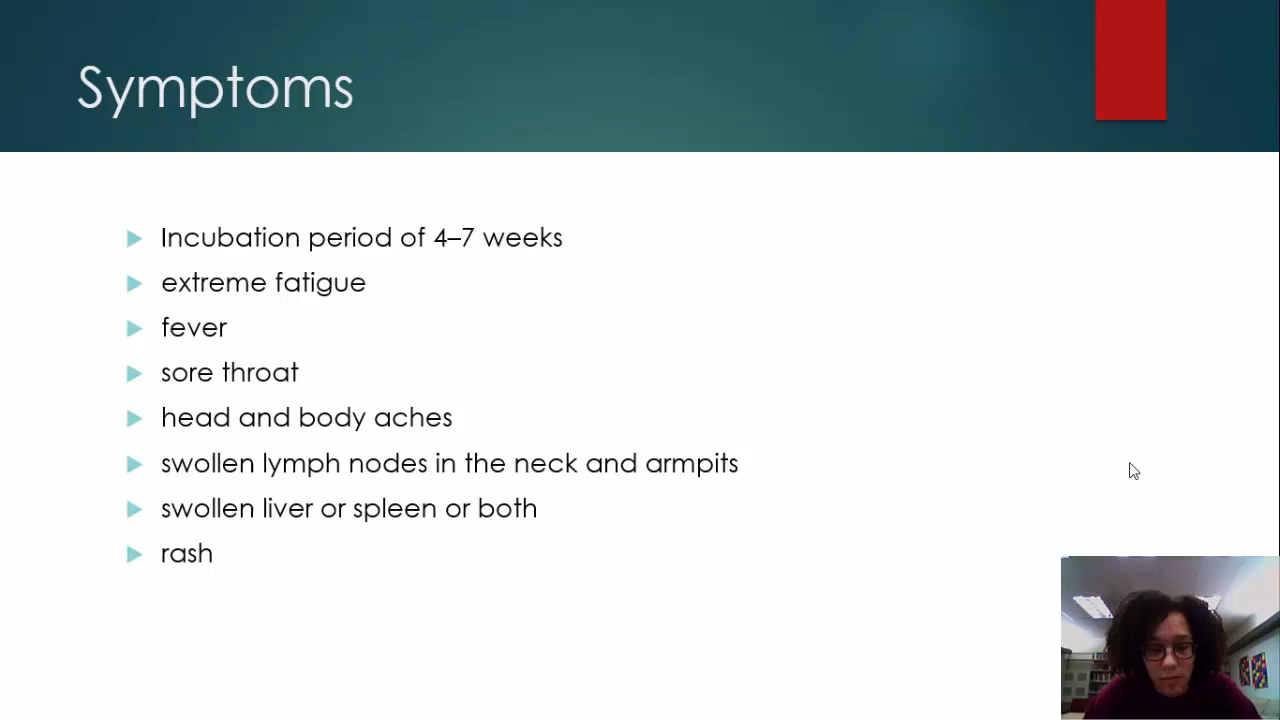 Symptoms
Incubation period of 4–7 weeks
extreme fatigue
fever
sore throat
head and body aches
swollen lymph nodes in the neck and armpits
swollen liver or spleen or both
rash